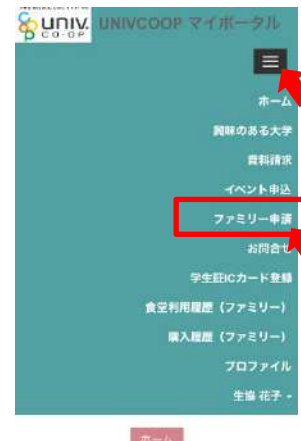 UNIV.
CO-OP
UNIVCOOP マイポータル
ホーム
興味のある大学
資料請求
イベント申込
ファミリー申請
お問合せ
学生証ICカード登録
食堂利用履歴（ファミリー）
購入履歴（ファミリー）
プロファイル
生協 花子
ホーム